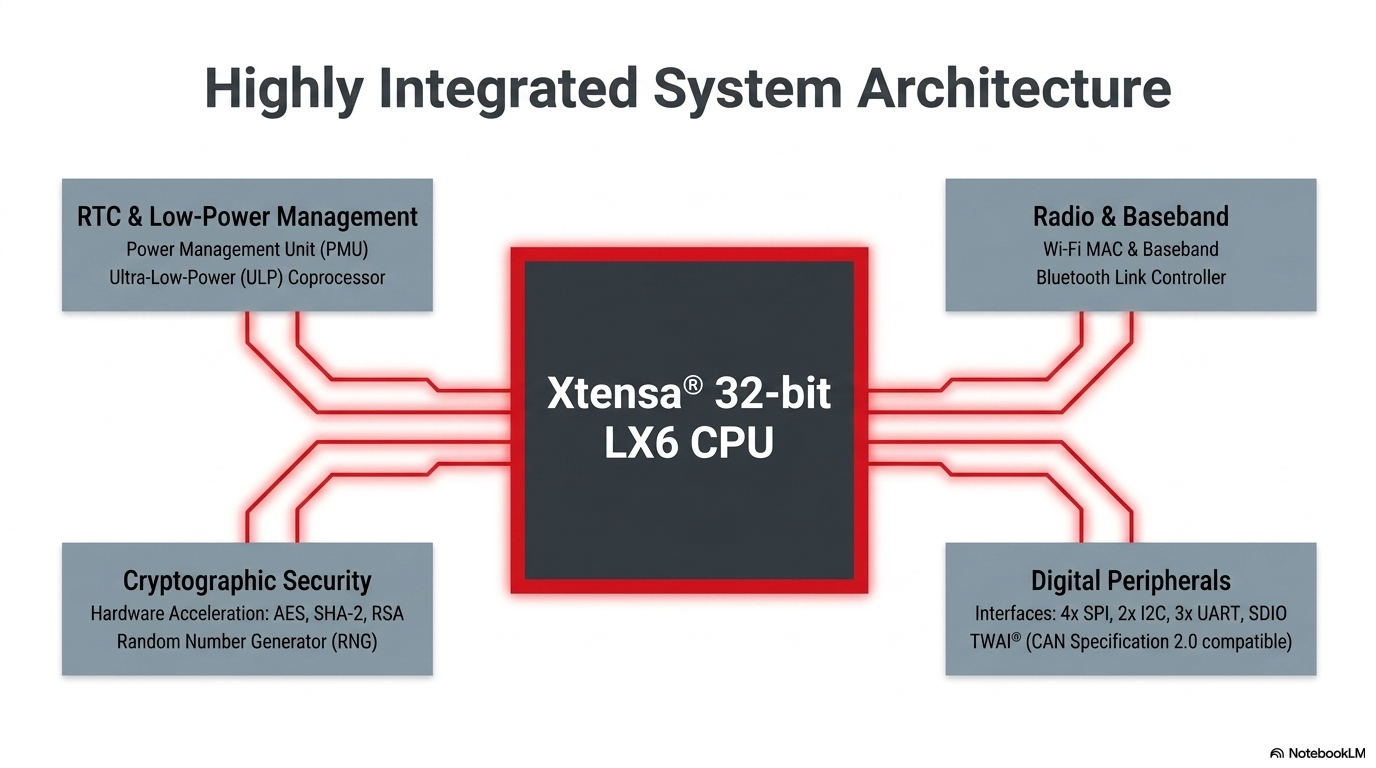 Highly Integrated System Architecture
RTC & Low-Power Management
Power Management Unit (PMU)
Ultra-Low-Power (ULP) Coprocessor
Radio & Baseband
Wi-Fi MAC & Baseband
Bluetooth Link Controller
Xtensa® 32-bit
LX6 CPU
Cryptographic Security
Hardware Acceleration: AES, SHA-2, RSA
Random Number Generator (RNG)
Digital Peripherals
Interfaces: 4x SPI, 2x I2C, 3x UART, SDIO
TWAI® (CAN Specification 2.0 compatible)
NotebookLM